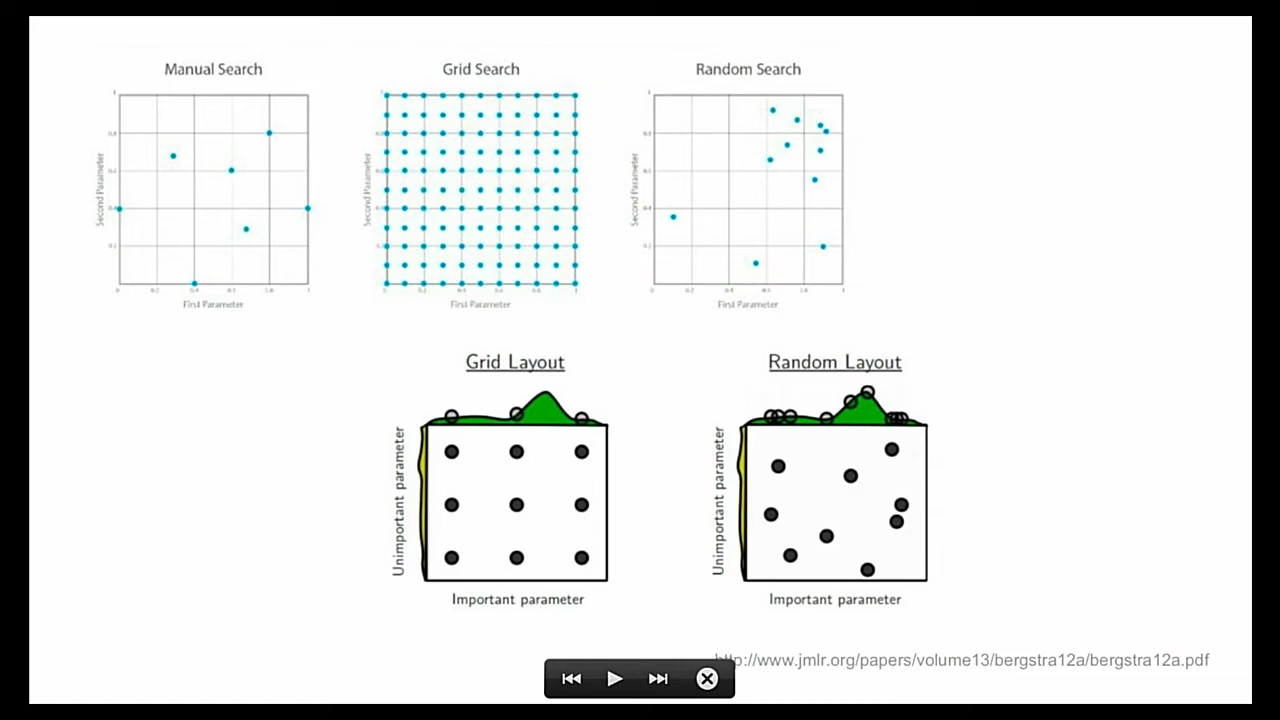 Manual Search
Grid Search
Random Search
Second Parameter
First Parameter
Second Parameter
First Parameter
Second Parameter
First Parameter
Grid Layout
Random Layout
Unimportant parameter
Important parameter
Unimportant parameter
Important parameter
http://www.jmlr.org/papers/volume13/bergstra12a/bergstra12a.pdf